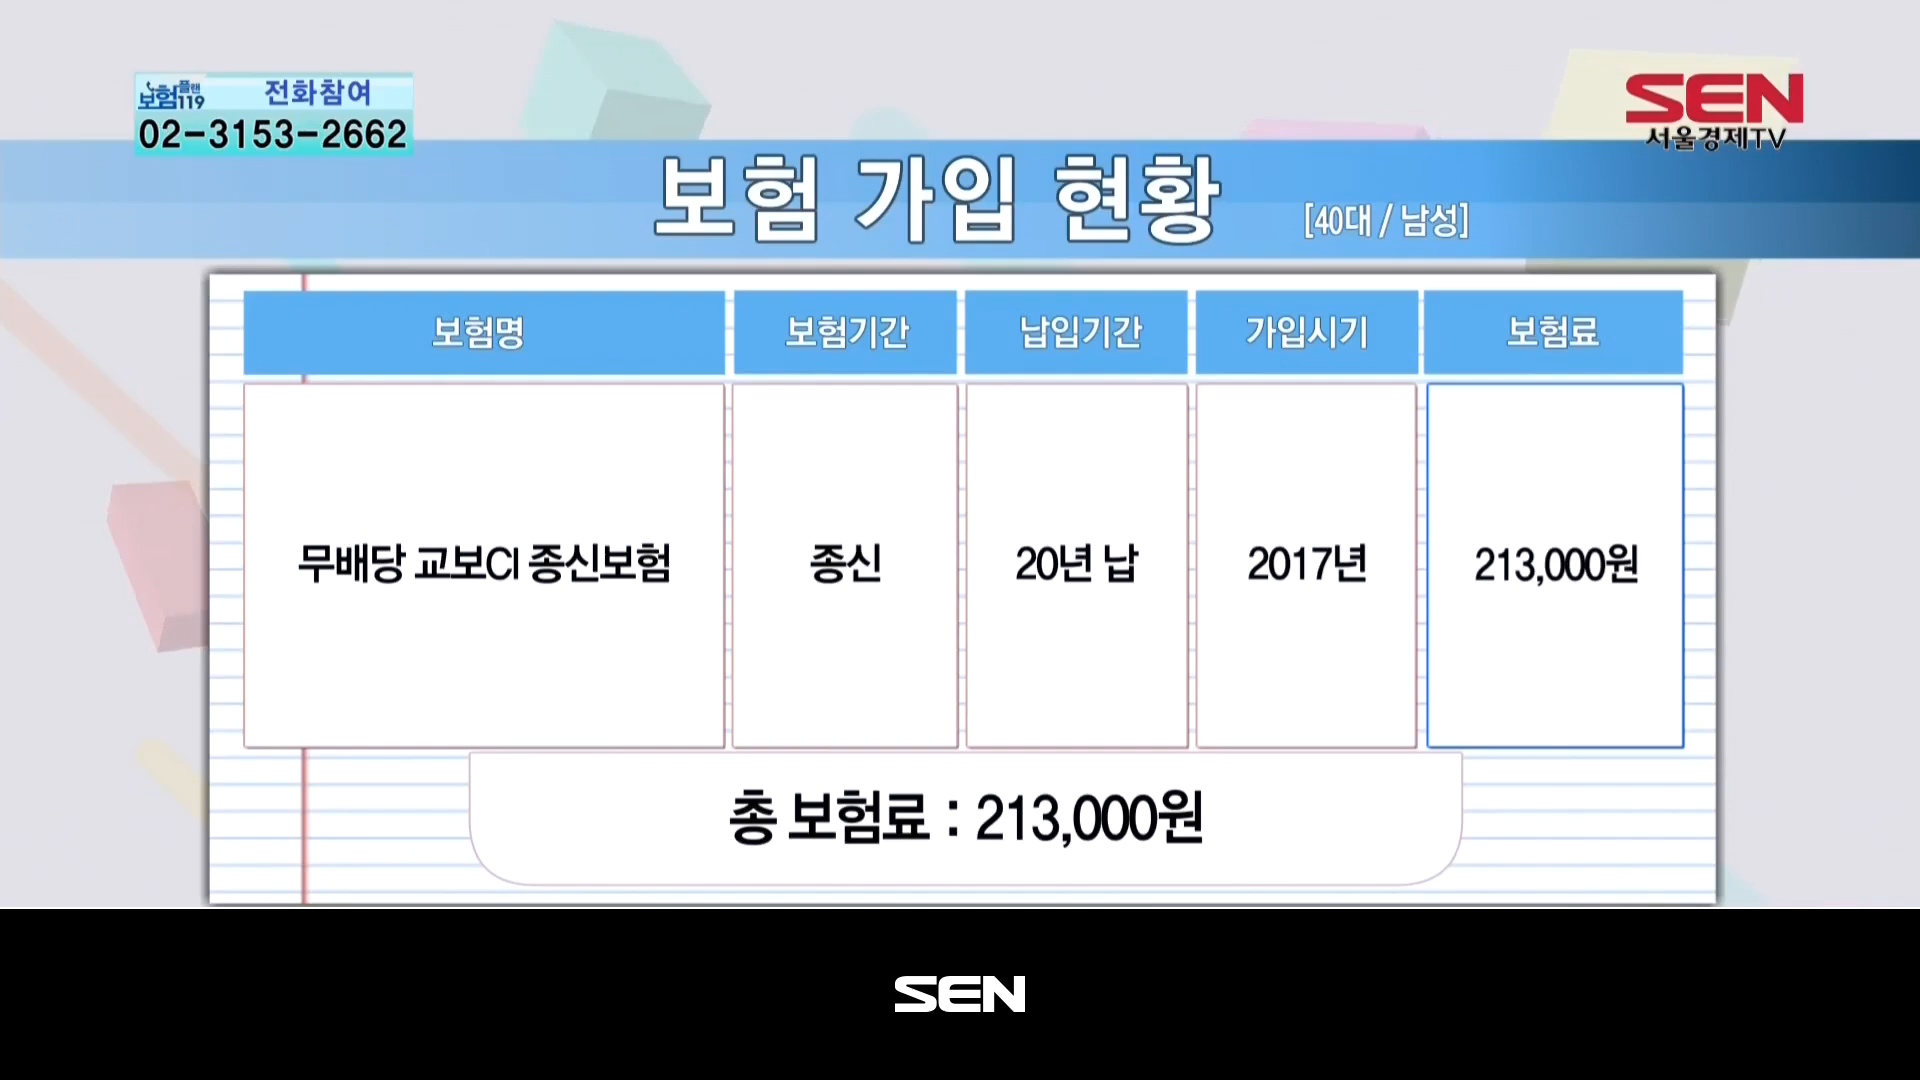 보험플랜119 전화참여
02-3153-2662
SEN
서울경제TV
보험 가입 현황 [40대 / 남성]
보험명 보험기간 납입기간 가입시기 보험료
무배당 교보CI 종신보험 종신 20년 납 2017년 213,000원
총 보험료 : 213,000원
SEN